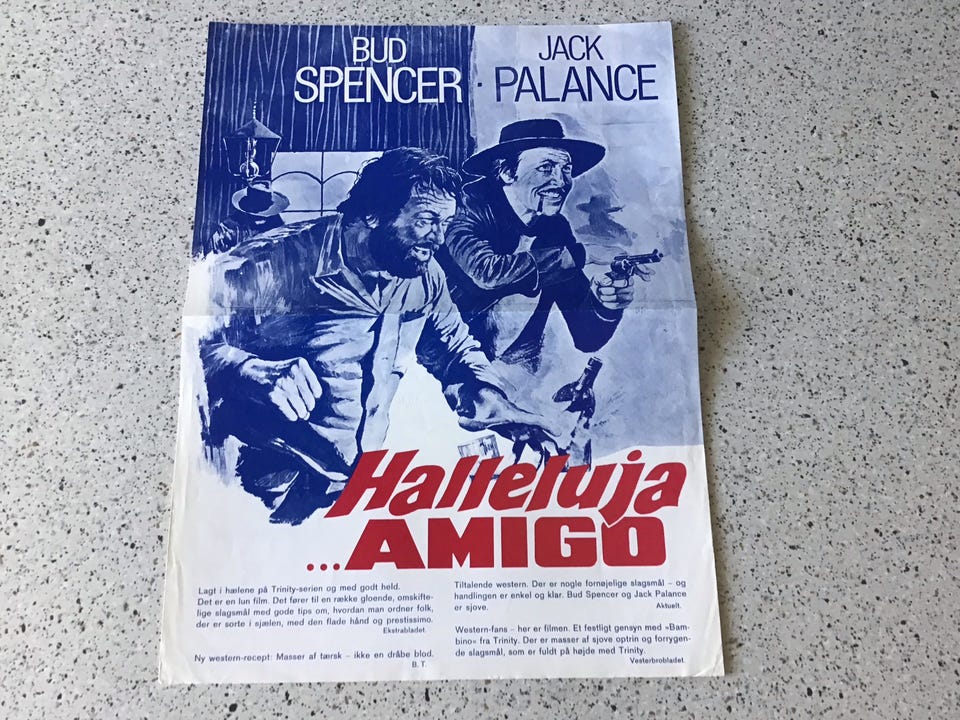 BUD
SPENCER · 
JACK
PALANCE
Halleluja
...AMIGO
Lagt i hælene på Trinity-serien og med godt held.
Det er en lun film. Det fører til en række gloende, omskifte-
lige slagsmål med gode tips om, hvordan man ordner folk,
der er sorte i sjælen, med den flade hånd og prestissimo.
Ekstrabladet.
Ny western-recept: Masser af tærsk – ikke en dråbe blod.
B. T.
Tiltalende western. Der er nogle fornøjelige slagsmål – og
handlingen er enkel og klar. Bud Spencer og Jack Palance
er sjove.
Aktuelt.
Western-fans – her er filmen. Et festligt gensyn med »Bam-
bino« fra Trinity. Der er masser af sjove optrin og forrygen-
de slagsmål, som er fuldt på højde med Trinity.
Vesterbrobladet.